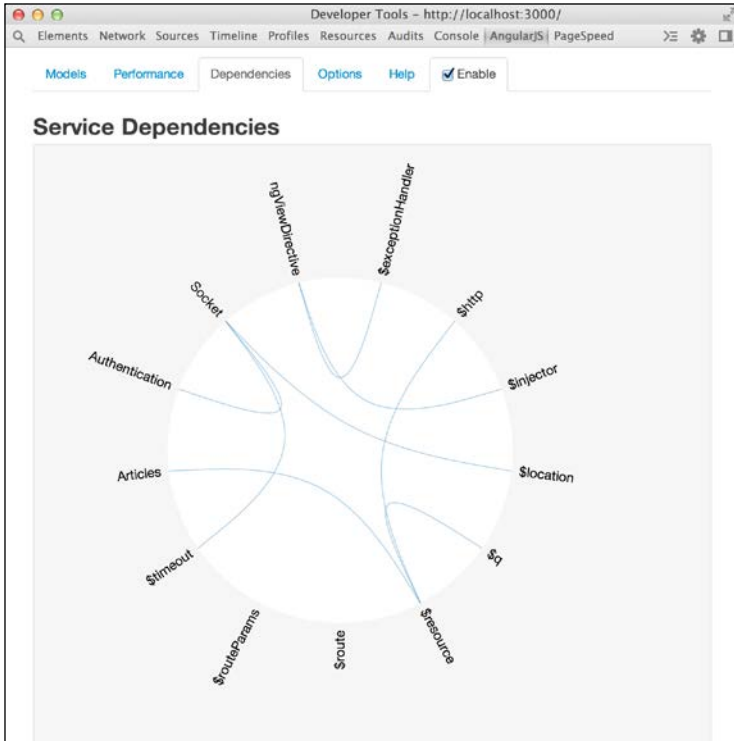 Developer Tools - http://localhost:3000/
Elements Network Sources Timeline Profiles Resources Audits Console AngularJS PageSpeed
Models Performance Dependencies Options Help Enable
Service Dependencies
ngViewDirective
$exceptionHandler
Socket
$http
Authentication
$injector
Articles
$location
$timeout
$q
$routeParams
$route
$resource